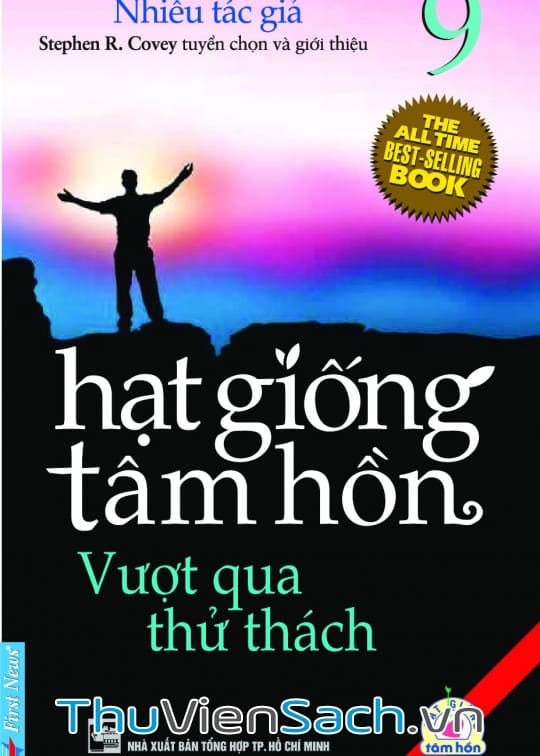 Nhiều tác giả
9
Stephen R. Covey tuyển chọn và giới thiệu
THE
ALL TIME
BEST-SELLING
BOOK
hạt giống
tâm hồn
Vượt qua
thử thách
First News®
ThuVienSach.vn
NHÀ XUẤT BẢN TỔNG HỢP TP. HỒ CHÍ MINH
tâm hồn